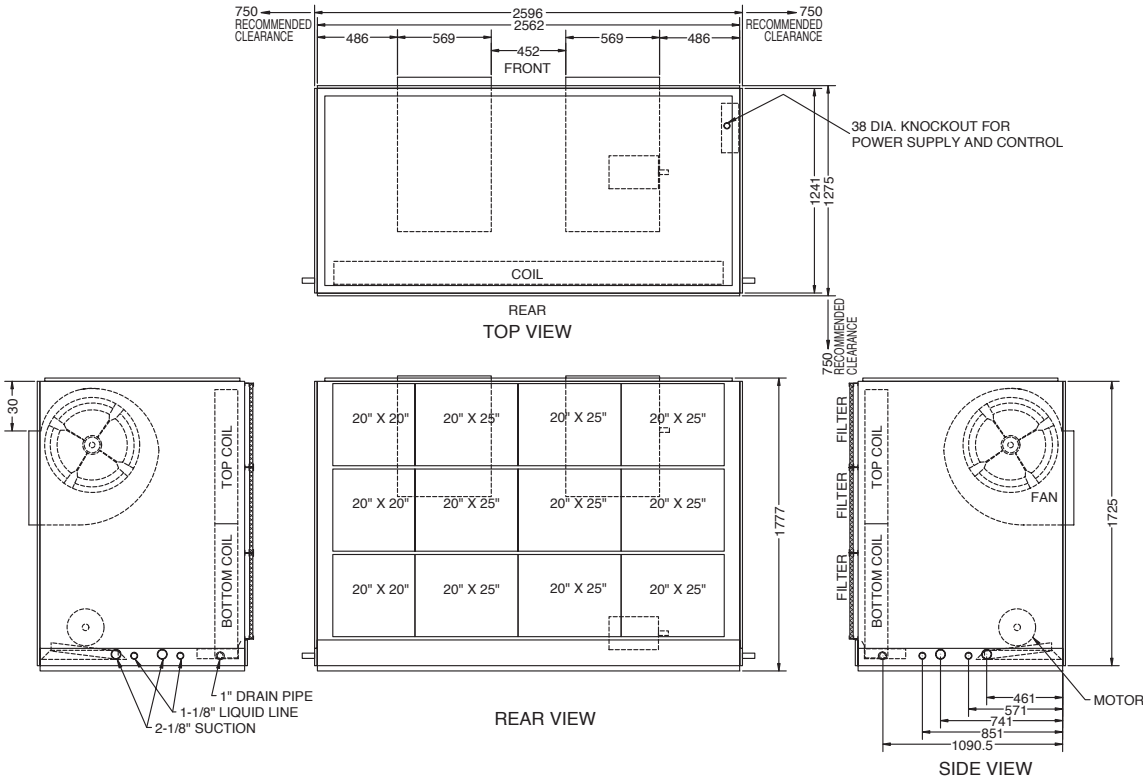 750
RECOMMENDED
CLEARANCE
2596
2562
750
RECOMMENDED
CLEARANCE
486
569
452
569
486
FRONT
38 DIA. KNOCKOUT FOR
POWER SUPPLY AND CONTROL
1241
1275
COIL
REAR
TOP VIEW
750
RECOMMENDED
CLEARANCE
30
TOP COIL
BOTTOM COIL
1" DRAIN PIPE
1-1/8" LIQUID LINE
2-1/8" SUCTION
20" X 20"
20" X 25"
20" X 25"
20" X 25"
20" X 20"
20" X 25"
20" X 25"
20" X 25"
20" X 20"
20" X 25"
20" X 25"
20" X 25"
1777
REAR VIEW
FILTER
FILTER
FILTER
TOP COIL
BOTTOM COIL
FAN
1725
MOTOR
461
571
741
851
1090.5
SIDE VIEW